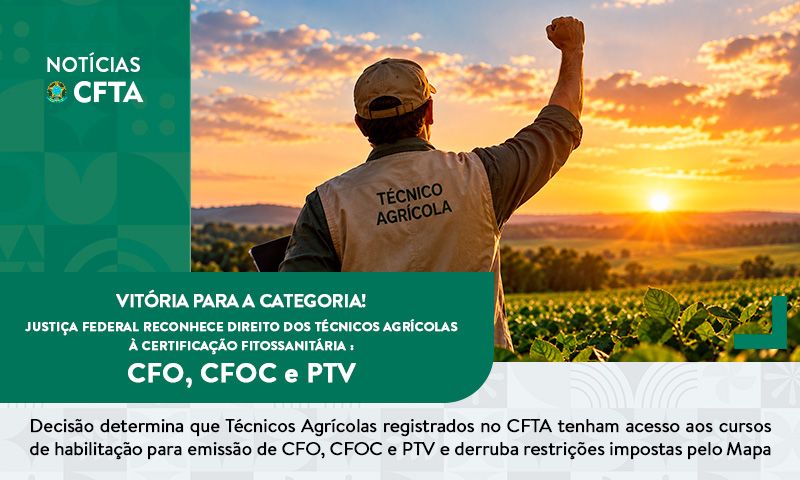 NOTÍCIAS
CFTA
TÉCNICO
AGRÍCOLA
VITÓRIA PARA A CATEGORIA!
JUSTIÇA FEDERAL RECONHECE DIREITO DOS TÉCNICOS AGRÍCOLAS
À CERTIFICAÇÃO FITOSSANITÁRIA :
CFO, CFOC e PTV
Decisão determina que Técnicos Agrícolas registrados no CFTA tenham acesso aos cursos
de habilitação para emissão de CFO, CFOC e PTV e derruba restrições impostas pelo Mapa